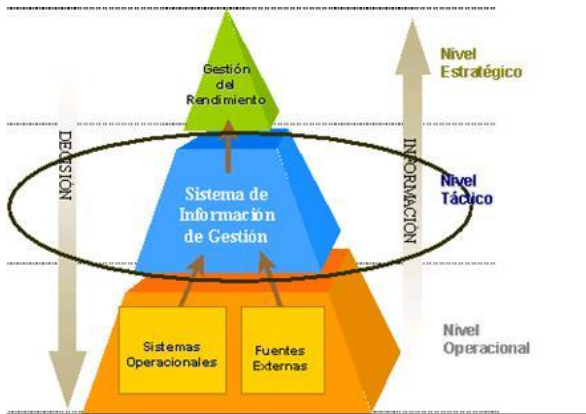 Gestión
del
Rendimiento
Nivel
Estratégico
DECISIÓN
INFORMACIÓN
Sistema de
Información
de Gestión
Nivel
Táctico
Sistemas
Operacionales
Fuentes
Externas
Nivel
Operacional